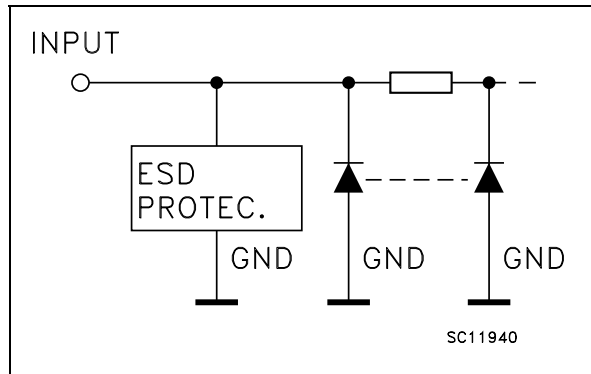 INPUT
ESD
PROTEC.
GND
GND
GND
SC11940